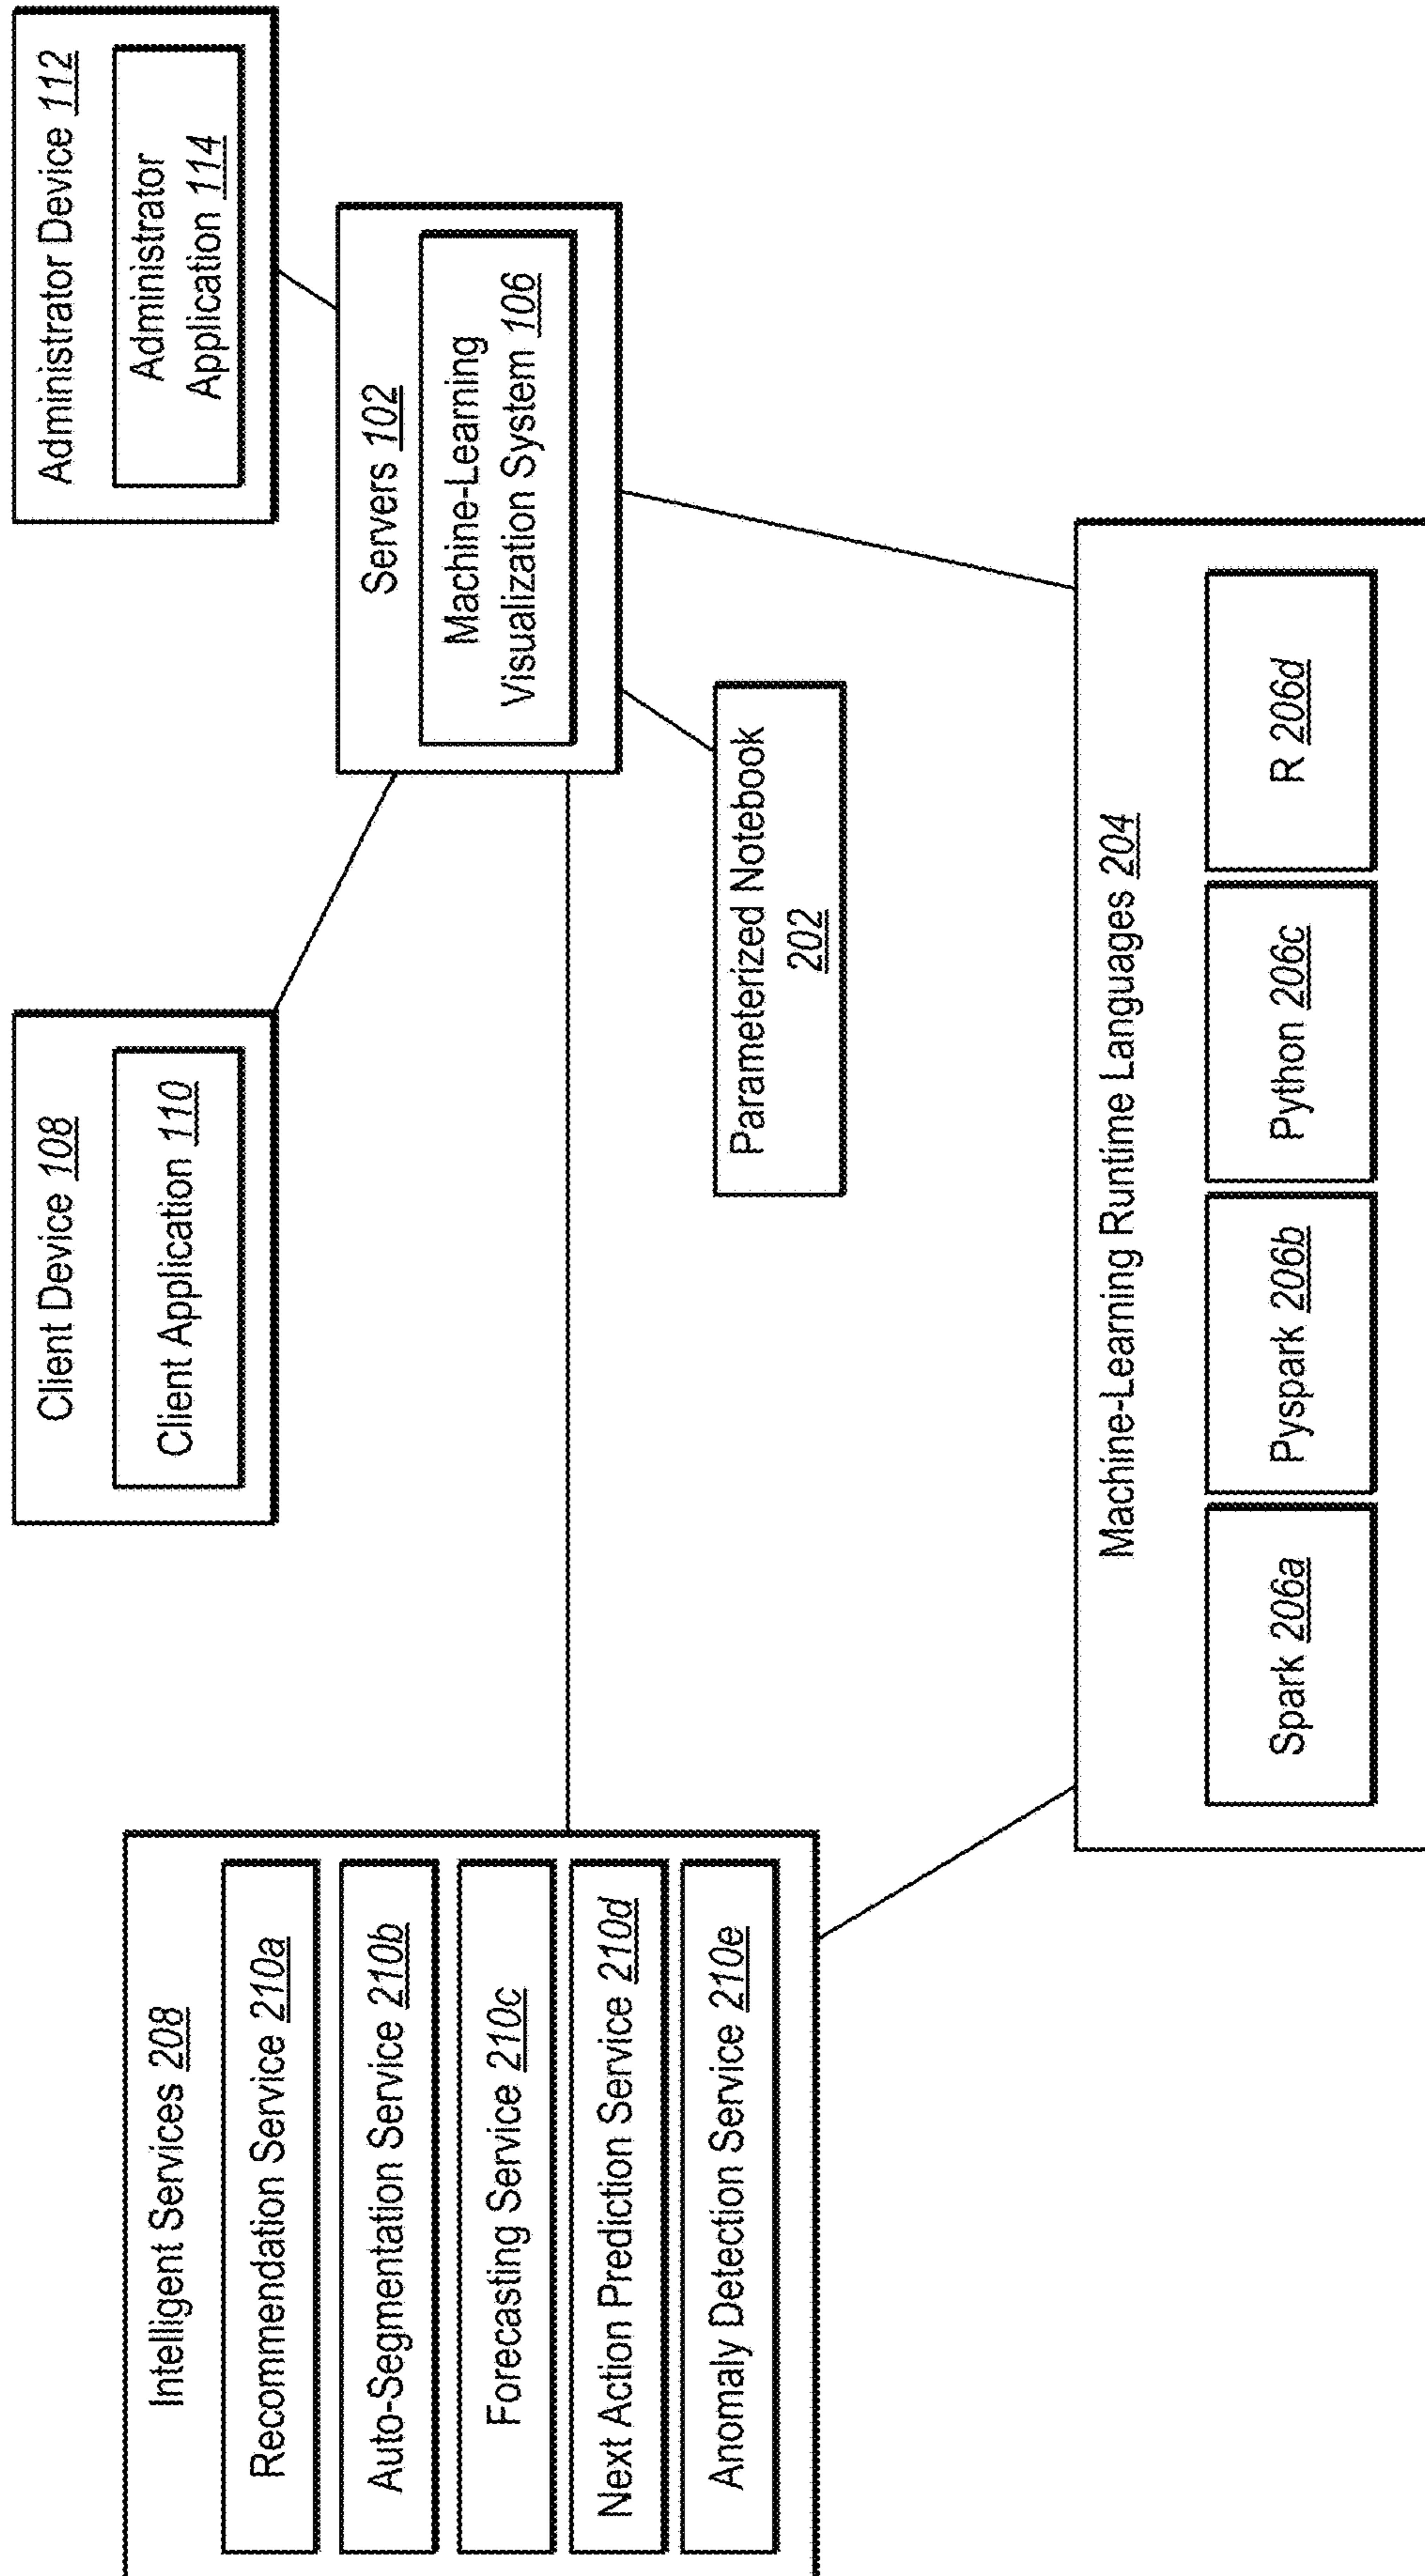 Client Device 108
Client Application 110
Administrator Device 112
Administrator
Application 114
Intelligent Services 208
Recommendation Service 210a
Auto-Segmentation Service 210b
Forecasting Service 210c
Next Action Prediction Service 210d
Anomaly Detection Service 210e
Servers 102
Machine-Learning
Visualization System 106
Parameterized Notebook
202
Machine-Learning Runtime Languages 204
Spark 206a
Pyspark 206b
Python 206c
R 206d